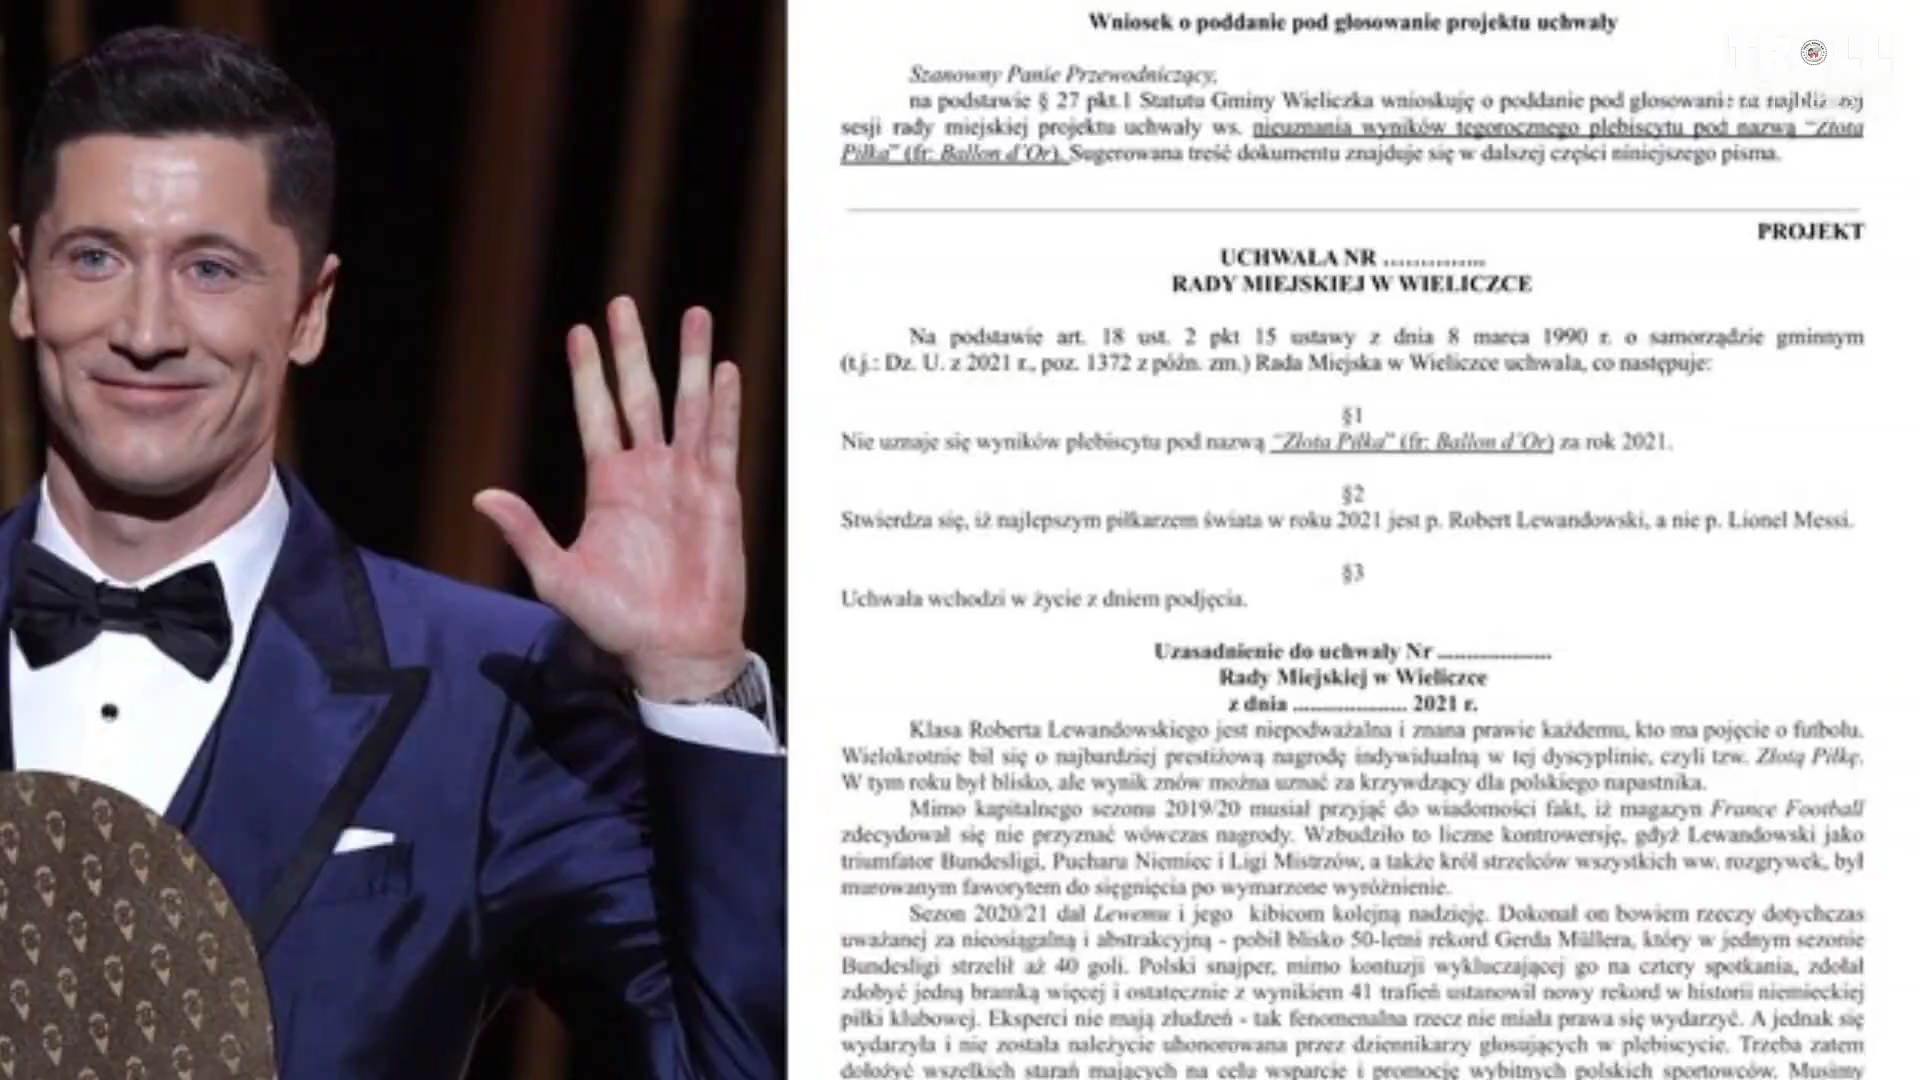 Wniosek o poddanie pod głosowanie projektu uchwały
TROLL
Szanowny Panie Przewodniczący,
na podstawie § 27 pkt.1 Statutu Gminy Wieliczka wnioskuję o poddanie pod głosowanie na najbliższej
sesji rady miejskiej projektu uchwały ws. nieuznania wyników tegorocznego plebiscytu pod nazwą “Złota
Piłka” (fr. Ballon d’Or). Sugerowana treść dokumentu znajduje się w dalszej części niniejszego pisma.
PROJEKT
UCHWAŁA NR ...............
RADY MIEJSKIEJ W WIELICZCE
Na podstawie art. 18 ust. 2 pkt 15 ustawy z dnia 8 marca 1990 r. o samorządzie gminnym
(t.j.: Dz. U. z 2021 r., poz. 1372 z późn. zm.) Rada Miejska w Wieliczce uchwala, co następuje:
§1
Nie uznaje się wyników plebiscytu pod nazwą “Złota Piłka” (fr. Ballon d’Or) za rok 2021.
§2
Stwierdza się, iż najlepszym piłkarzem świata w roku 2021 jest p. Robert Lewandowski, a nie p. Lionel Messi.
§3
Uchwała wchodzi w życie z dniem podjęcia.
Uzasadnienie do uchwały Nr .....................
Rady Miejskiej w Wieliczce
z dnia ..................... 2021 r.
Klasa Roberta Lewandowskiego jest niepodważalna i znana prawie każdemu, kto ma pojęcie o futbolu.
Wielokrotnie bił się o najbardziej prestiżową nagrodę indywidualną w tej dyscyplinie, czyli tzw. Złotą Piłkę.
W tym roku był blisko, ale wynik znów można uznać za krzywdzący dla polskiego napastnika.
Mimo kapitalnego sezonu 2019/20 musiał przyjąć do wiadomości fakt, iż magazyn France Football
zdecydował się nie przyznać wówczas nagrody. Wzbudziło to liczne kontrowersje, gdyż Lewandowski jako
triumfator Bundesligi, Pucharu Niemiec i Ligi Mistrzów, a także król strzelców wszystkich ww. rozgrywek, był
murowanym faworytem do sięgnięcia po wymarzone wyróżnienie.
Sezon 2020/21 dał Lewemu i jego kibicom kolejną nadzieję. Dokonał on bowiem rzeczy dotychczas
uważanej za nieosiągalną i abstrakcyjną - pobił blisko 50-letni rekord Gerda Müllera, który w jednym sezonie
Bundesligi strzelił aż 40 goli. Polski snajper, mimo kontuzji wykluczającej go na cztery spotkania, zdołał
zdobyć jedną bramkę więcej i ostatecznie z wynikiem 41 trafień ustanowił nowy rekord w historii niemieckiej
piłki klubowej. Eksperci nie mają złudzeń - tak fenomenalna rzecz nie miała prawa się wydarzyć. A jednak się
wydarzyła i nie została należycie uhonorowana przez dziennikarzy głosujących w plebiscycie. Trzeba zatem
dołożyć wszelkich starań mających na celu wsparcie i promocję wybitnych polskich sportowców. Musimy